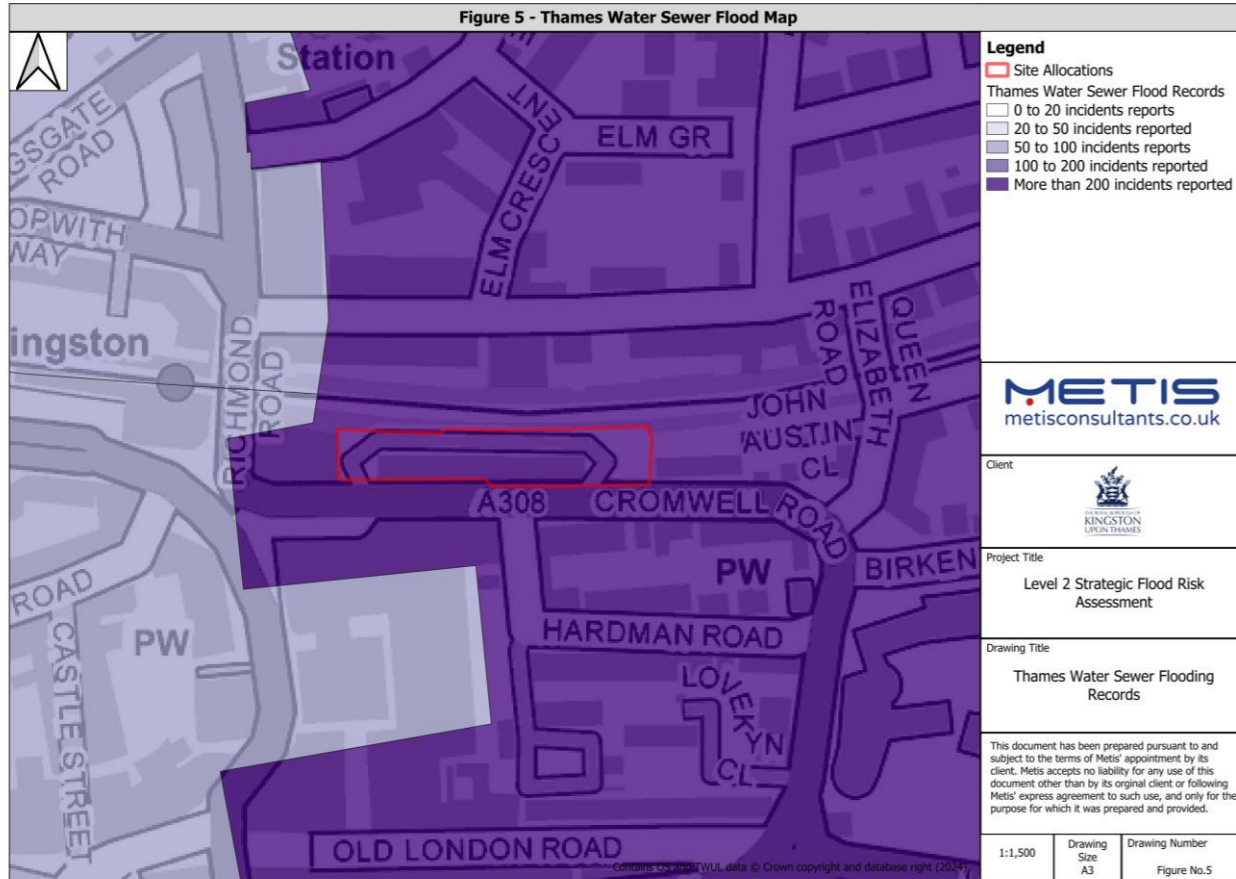 Figure 5 - Thames Water Sewer Flood Map
Station
GSGATE
ROAD
OPWITH
WAY
ingston
RICHMOND
ROAD
ELM CRESCENT
ELM GR
JOHN
AUSTIN
CL
ROAD
ELIZABETH
QUEEN
A308 CROMWELL ROAD
BIRKEN
PW
HARDMAN ROAD
LOVEKYN
CL
ROAD
CASTLE STREET
PW
OLD LONDON ROAD
Contains OS and TWUL data © Crown copyright and database right (2024)
Legend
Site Allocations
Thames Water Sewer Flood Records
0 to 20 incidents reports
20 to 50 incidents reported
50 to 100 incidents reports
100 to 200 incidents reported
More than 200 incidents reported
METIS
metisconsultants.co.uk
Client
THE ROYAL BOROUGH OF
KINGSTON
UPON THAMES
Project Title
Level 2 Strategic Flood Risk
Assessment
Drawing Title
Thames Water Sewer Flooding
Records
This document has been prepared pursuant to and
subject to the terms of Metis' appointment by its
client. Metis accepts no liability for any use of this
document other than by its orginal client or following
Metis' express agreement to such use, and only for the
purpose for which it was prepared and provided.
1:1,500
Drawing
Size
A3
Drawing Number
Figure No.5